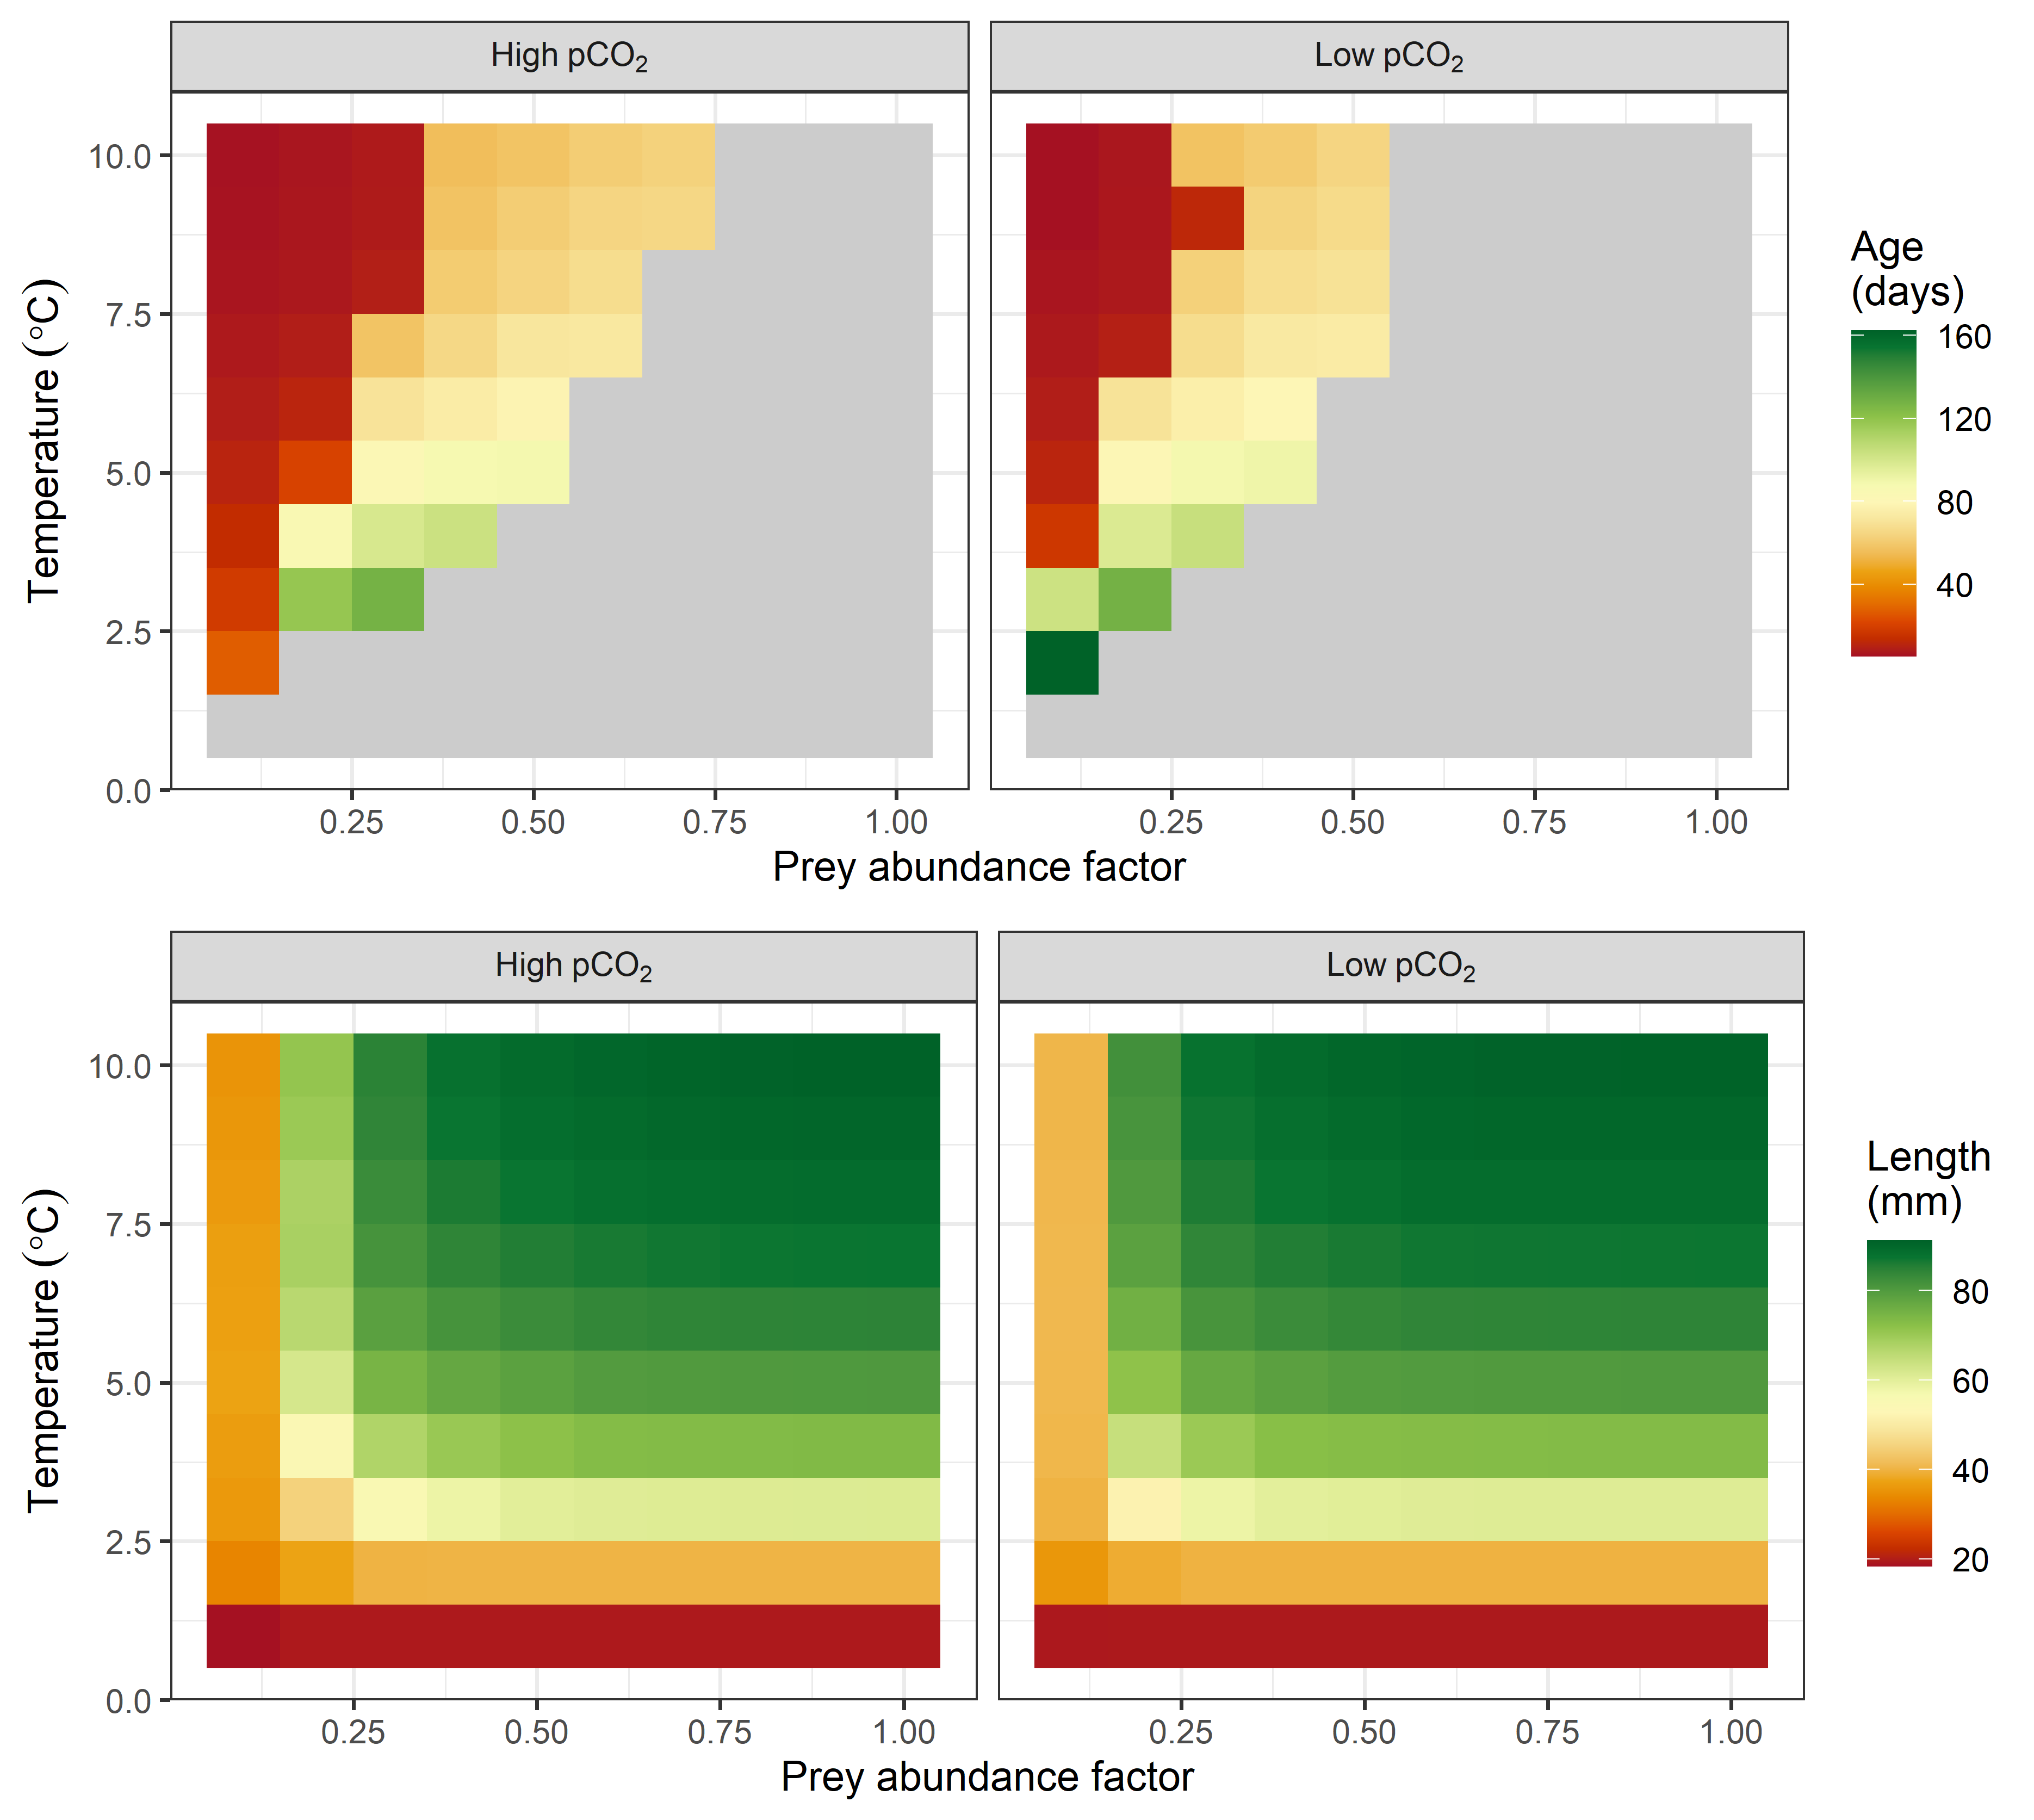 High pCO₂ Low pCO₂
10.0
7.5
5.0
2.5
0.0
Temperature (°C)
0.25 0.50 0.75 1.00 0.25 0.50 0.75 1.00
Prey abundance factor
Age
(days)
160
120
80
40
High pCO₂ Low pCO₂
10.0
7.5
5.0
2.5
0.0
Temperature (°C)
0.25 0.50 0.75 1.00 0.25 0.50 0.75 1.00
Prey abundance factor
Length
(mm)
80
60
40
20